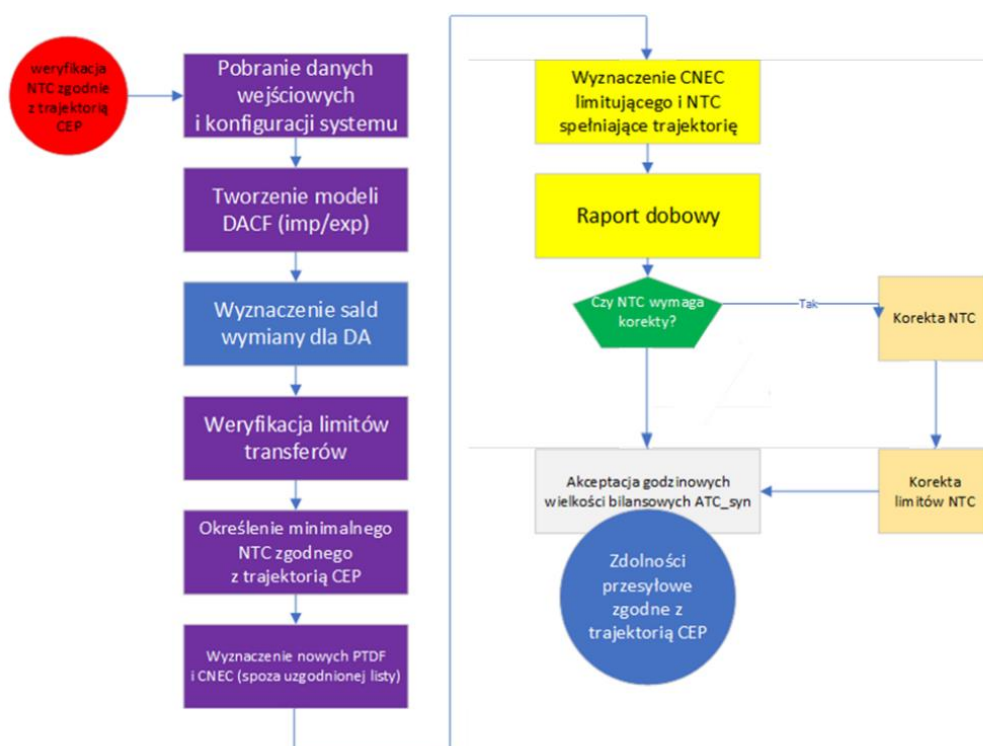 weryfikacja
NTC zgodnie
z trajektorią
CEP
Pobranie danych
wejściowych
i konfiguracji systemu
Tworzenie modeli
DACF (imp/exp)
Wyznaczenie sald
wymiany dla DA
Weryfikacja limitów
transferów
Określenie minimalnego
NTC zgodnego
z trajektorią CEP
Wyznaczenie nowych PTDF
i CNEC (spoza uzgodnionej listy)
Wyznaczenie CNEC
limitującego i NTC
spełniające trajektorię
Raport dobowy
Czy NTC wymaga
korekty?
Tak
Korekta NTC
Korekta
limitów NTC
Akceptacja godzinowych
wielkości bilansowych ATC_syn
Zdolności
przesyłowe
zgodne z
trajektorią CEP